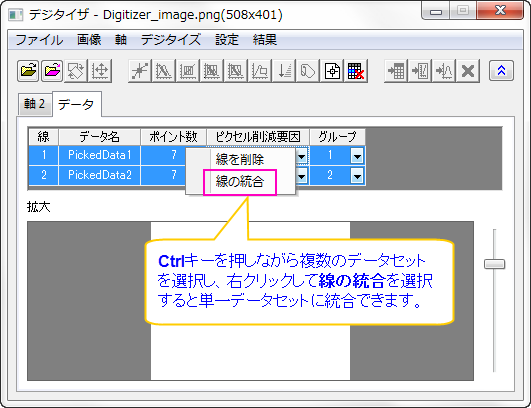 デジタイザ - Digitizer_image.png(508x401)
ファイル 画像 軸 デジタイズ 設定 結果
軸 2 データ
線 データ名 ポイント数 ピクセル削減要因 グループ
1 PickedData1 7 1
2 PickedData2 7 2
線を削除
線の統合
拡大
Ctrlキーを押しながら複数のデータセット
を選択し、右クリックして線の統合を選択
すると単一データセットに統合できます。